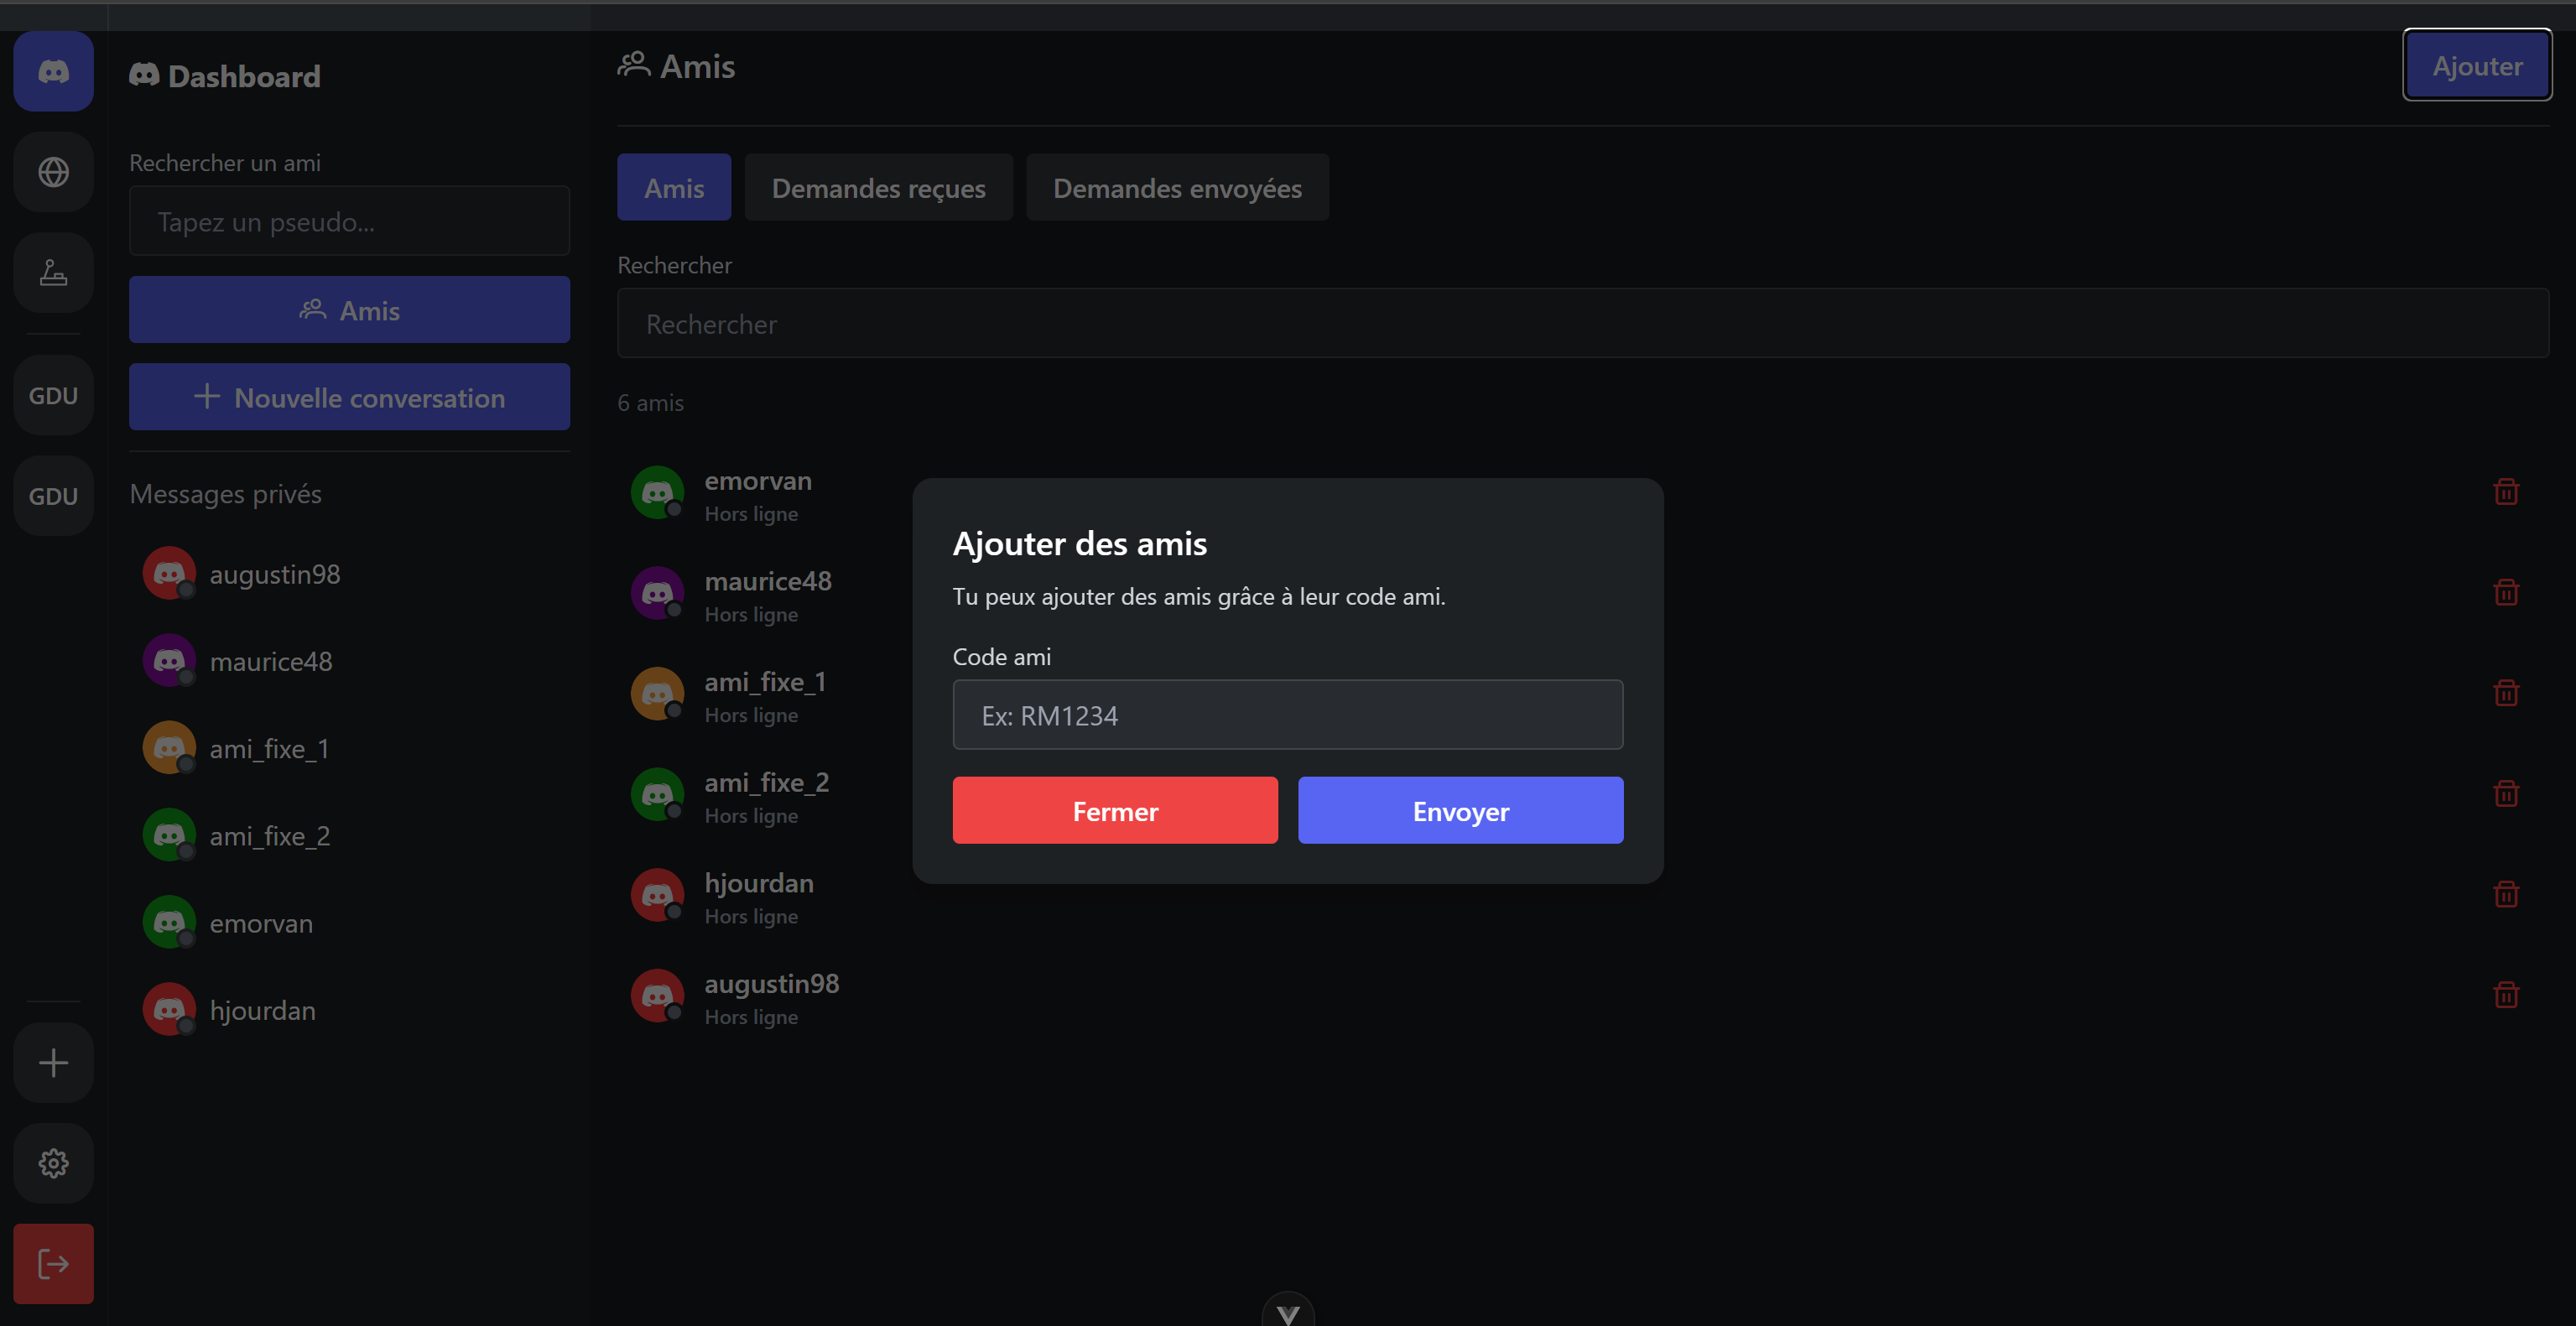 Dashboard
Rechercher un ami
Tapez un pseudo...
Amis
Nouvelle conversation
GDU
GDU
Messages privés
augustin98
maurice48
ami_fixe_1
ami_fixe_2
emorvan
hjourdan
Amis
Ajouter
Amis
Demandes reçues
Demandes envoyées
Rechercher
Rechercher
6 amis
emorvan
Hors ligne
maurice48
Hors ligne
ami_fixe_1
Hors ligne
ami_fixe_2
Hors ligne
hjourdan
Hors ligne
augustin98
Hors ligne
Ajouter des amis
Tu peux ajouter des amis grâce à leur code ami.
Code ami
Ex: RM1234
Fermer
Envoyer